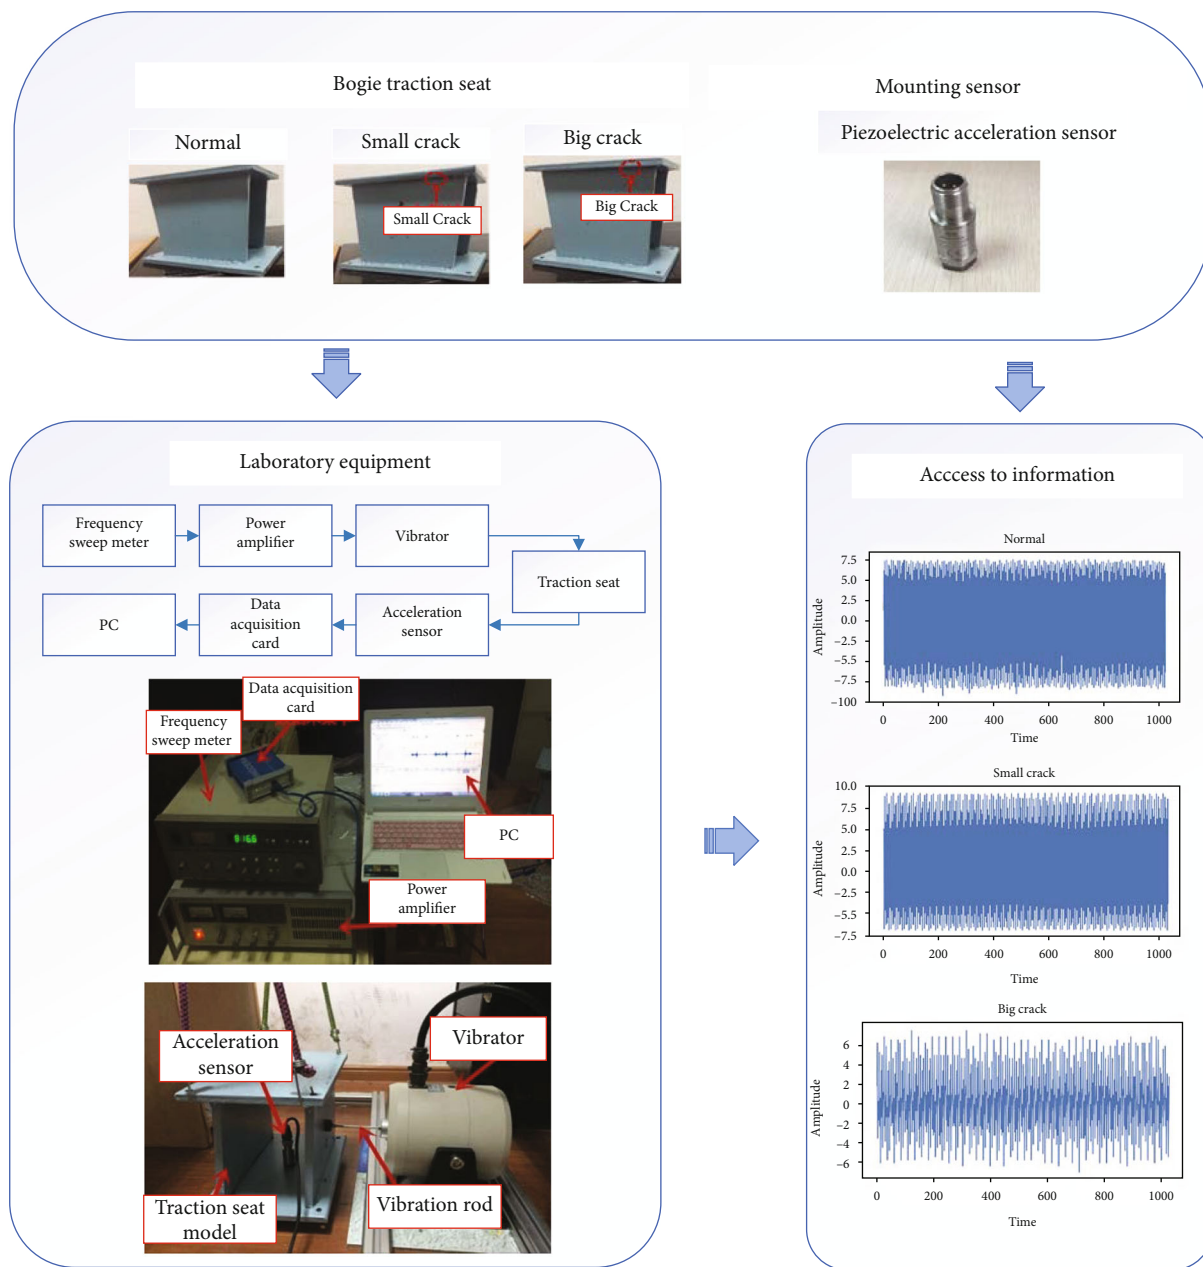 Bogie traction seat
Mounting sensor
Normal
Small crack
Big crack
Piezoelectric acceleration sensor
Small Crack
Big Crack
Laboratory equipment
Frequency
sweep meter
Power
amplifier
Vibrator
Traction seat
PC
Data
acquisition
card
Acceleration
sensor
Data acquisition
card
Frequency
sweep meter
PC
Power
amplifier
Acceleration
sensor
Vibrator
Traction seat
model
Vibration rod
Acccess to information
Normal
Amplitude
7.5
5.0
2.5
0.0
−2.5
−5.5
−7.5
−100
0 200 400 600 800 1000
Time
Small crack
Amplitude
10.0
7.5
5.0
2.5
0
−2.5
−5.5
−7.5
0 200 400 600 800 1000
Time
Big crack
Amplitude
6
4
2
0
−2
−4
−6
0 200 400 600 800 1000
Time